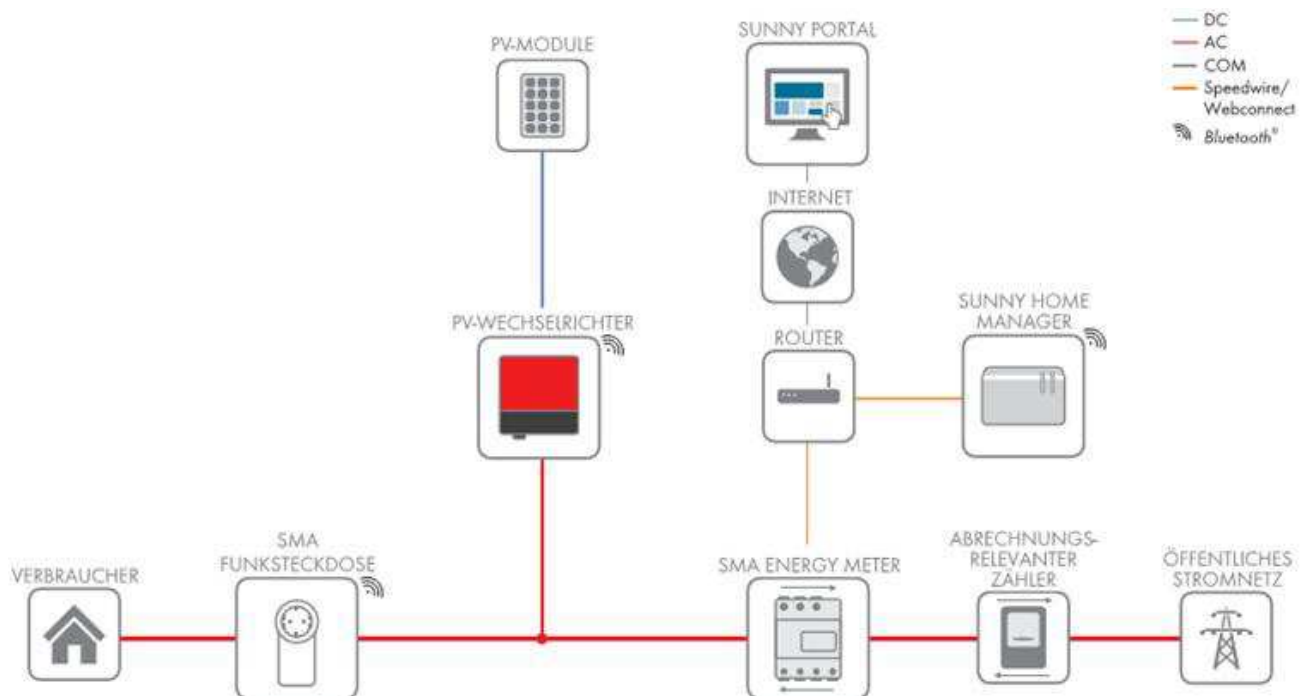 PV-MODULE
SUNNY PORTAL
DC
AC
COM
Speedwire/
Webconnect
Bluetooth®
INTERNET
PV-WECHSELRICHTER
ROUTER
SUNNY HOME
MANAGER
VERBRAUCHER
SMA
FUNKSTECKDOSE
SMA ENERGY METER
ABRECHNUNGS-
RELEVANTER
ZÄHLER
ÖFFENTLICHES
STROMNETZ